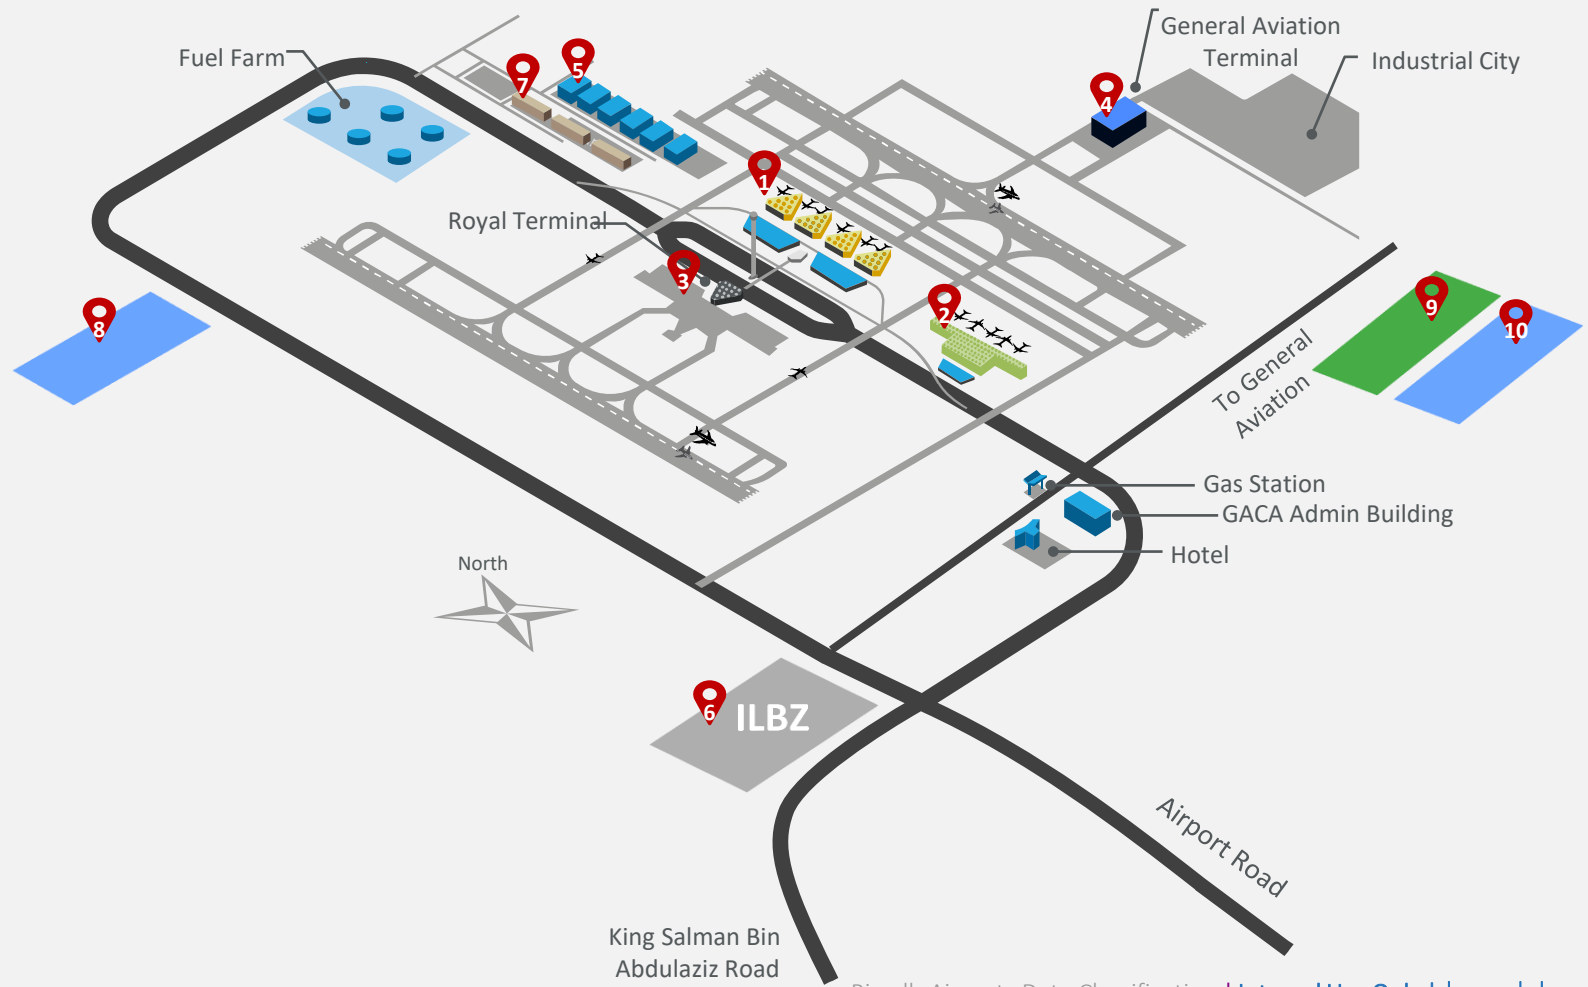 General Aviation
Terminal
Fuel Farm
Industrial City
5
7
4
1
Royal Terminal
3
2
8
9
10
To General
Aviation
Gas Station
GACA Admin Building
Hotel
North
6
ILBZ
Airport Road
King Salman Bin
Abdulaziz Road